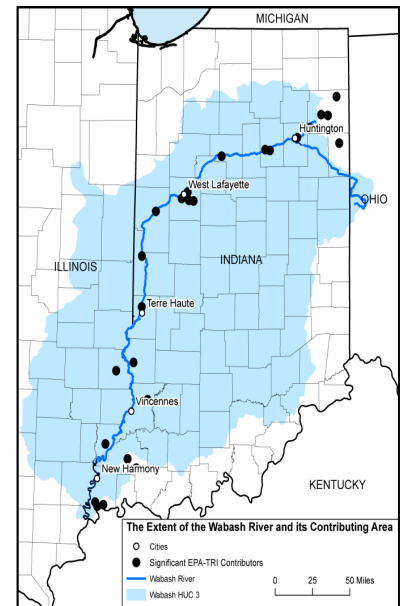 MICHIGAN
Huntington
West Lafayette
OHIO
ILLINOIS
INDIANA
Terre Haute
Vincennes
New Harmony
KENTUCKY
The Extent of the Wabash River and its Contributing Area
Cities
Significant EPA-TRI Contributors
Wabash River
0 25 50 Miles
Wabash HUC 3